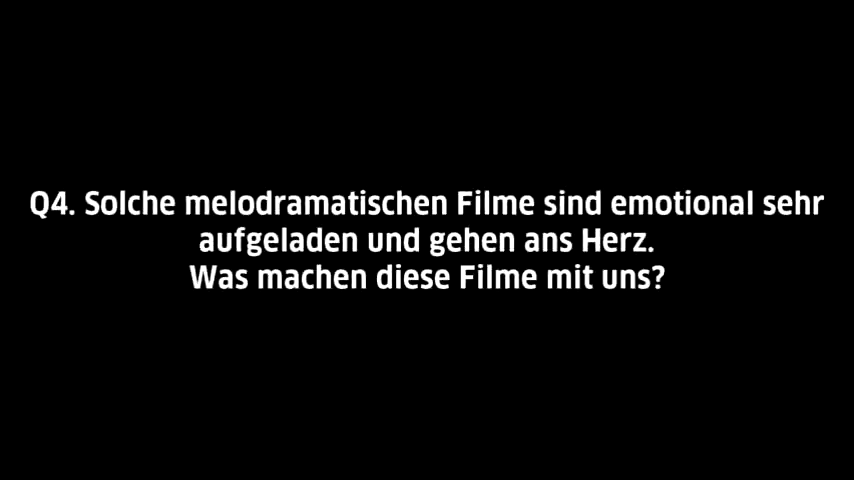 Q4. Solche melodramatischen Filme sind emotional sehr
aufgeladen und gehen ans Herz.
Was machen diese Filme mit uns?